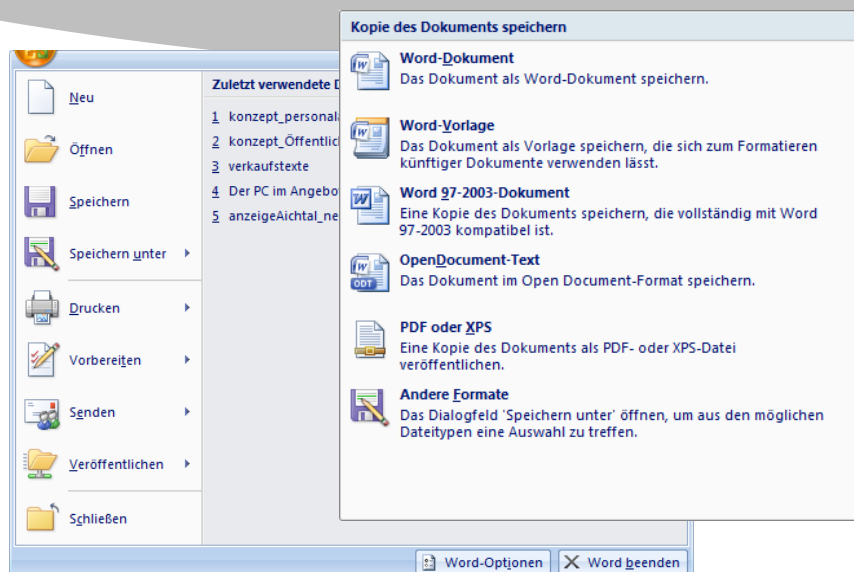 Kopie des Dokuments speichern
Word-Dokument
Das Dokument als Word-Dokument speichern.
Word-Vorlage
Das Dokument als Vorlage speichern, die sich zum Formatieren
künftiger Dokumente verwenden lässt.
Word 97-2003-Dokument
Eine Kopie des Dokuments speichern, die vollständig mit Word
97-2003 kompatibel ist.
OpenDocument-Text
Das Dokument im Open Document-Format speichern.
PDF oder XPS
Eine Kopie des Dokuments als PDF- oder XPS-Datei
veröffentlichen.
Andere Formate
Das Dialogfeld 'Speichern unter' öffnen, um aus den möglichen
Dateitypen eine Auswahl zu treffen.
Neu
Öffnen
Speichern
Speichern unter
Drucken
Vorbereiten
Senden
Veröffentlichen
Schließen
Zuletzt verwendete D
1 konzept_personal
2 konzept_Öffentlic
3 verkaufstexte
4 Der PC im Angebo
5 anzeigeAichtal_ne
Word-Optionen
Word beenden
ODT